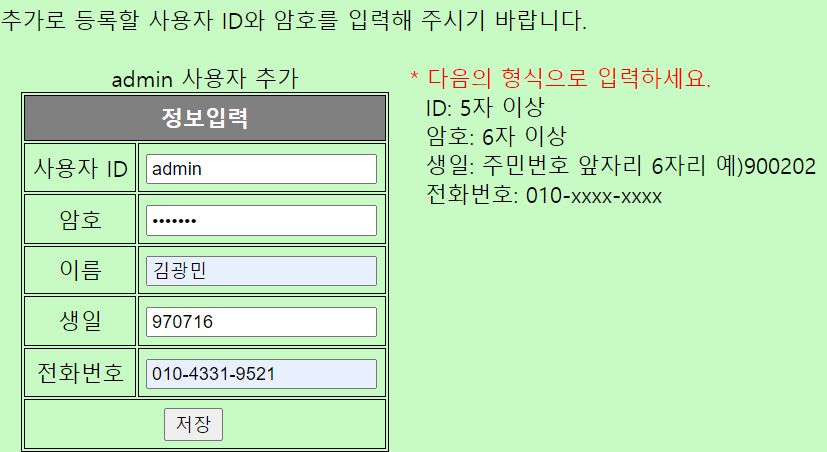 추가로 등록할 사용자 ID와 암호를 입력해 주시기 바랍니다.
admin 사용자 추가
정보입력
사용자 ID admin
암호 •••••••
이름 김광민
생일 970716
전화번호 010-4331-9521
저장
* 다음의 형식으로 입력하세요.
ID: 5자 이상
암호: 6자 이상
생일: 주민번호 앞자리 6자리 예)900202
전화번호: 010-xxxx-xxxx